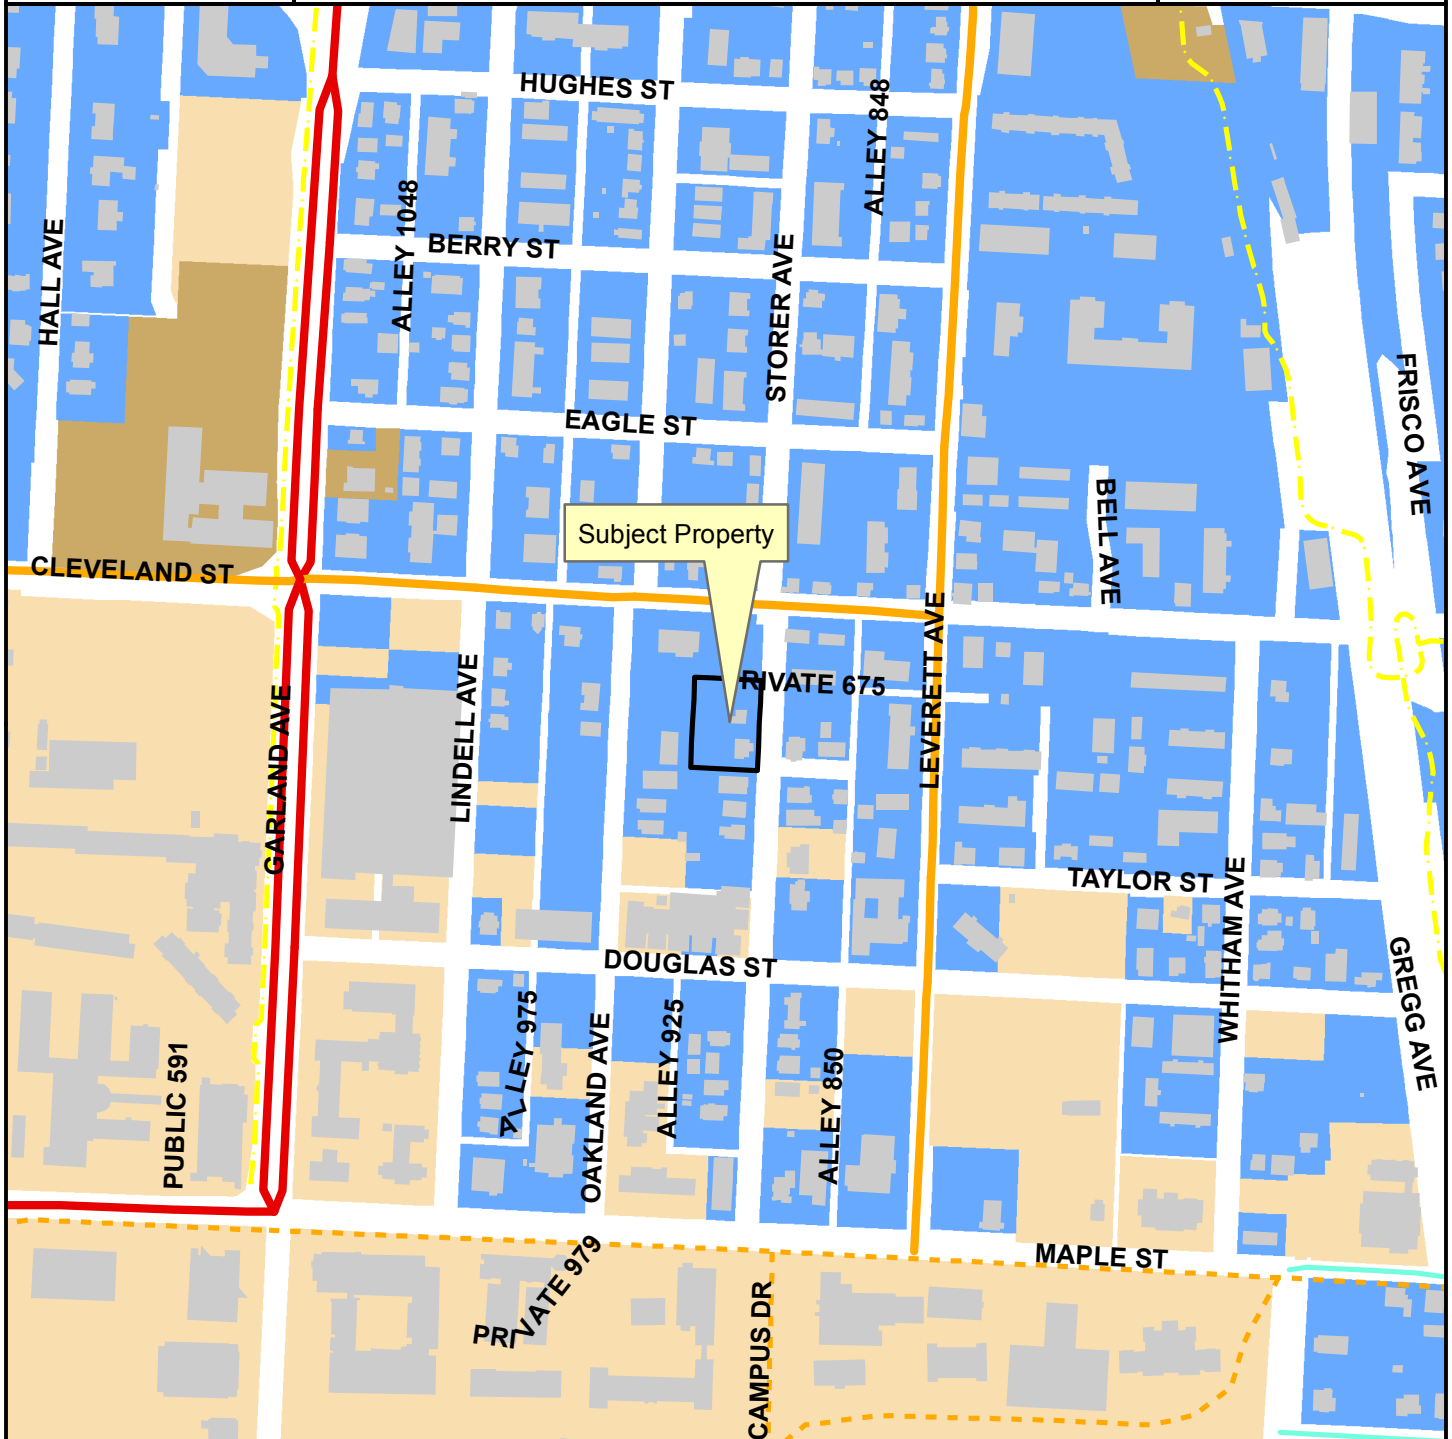 HUGHES ST
ALLEY 848
ALLEY 1048
HALL AVE
BERRY ST
STORER AVE
FRISCO AVE
EAGLE ST
BELL AVE
Subject Property
CLEVELAND ST
LEVERETT AVE
LINDELL AVE
RIVATE 675
GARLAND AVE
TAYLOR ST
WHITHAM AVE
DOUGLAS ST
GREGG AVE
ALLEY 975
OAKLAND AVE
ALLEY 925
ALLEY 850
PUBLIC 591
MAPLE ST
PRIVATE 979
CAMPUS DR